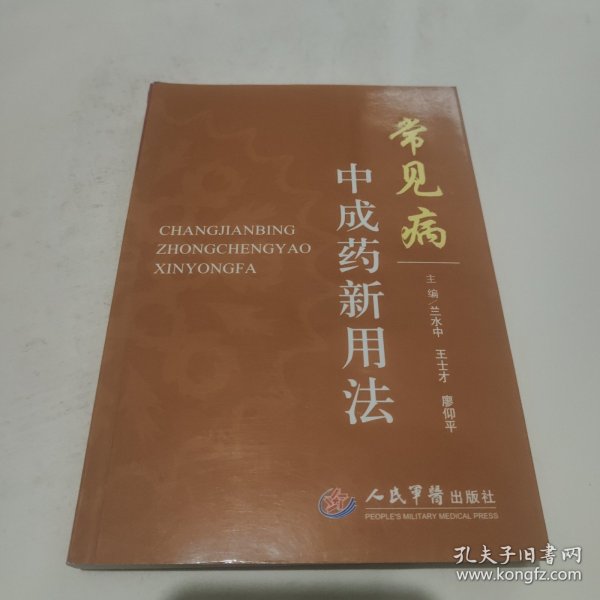 常见病
中成药新用法
CHANGJIANBING
ZHONGCHENGYAO
XINYONGFA
主编/兰水中 王士才 廖仰平
人民军醫出版社
PEOPLE'S MILITARY MEDICAL PRESS
孔夫子旧书网
www.kongfz.com